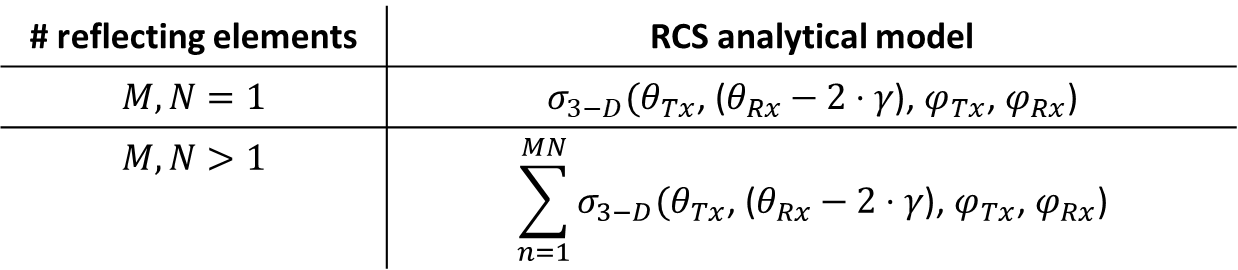 # reflecting elements RCS analytical model
𝑀, 𝑁 = 1 𝜎₃₋D(𝜃Tx, (𝜃Rx − 2 · 𝛾), 𝜑Tx, 𝜑Rx)
𝑀, 𝑁 > 1
𝑀𝑁
∑ 𝜎₃₋D(𝜃Tx, (𝜃Rx − 2 · 𝛾), 𝜑Tx, 𝜑Rx)
𝑛=1